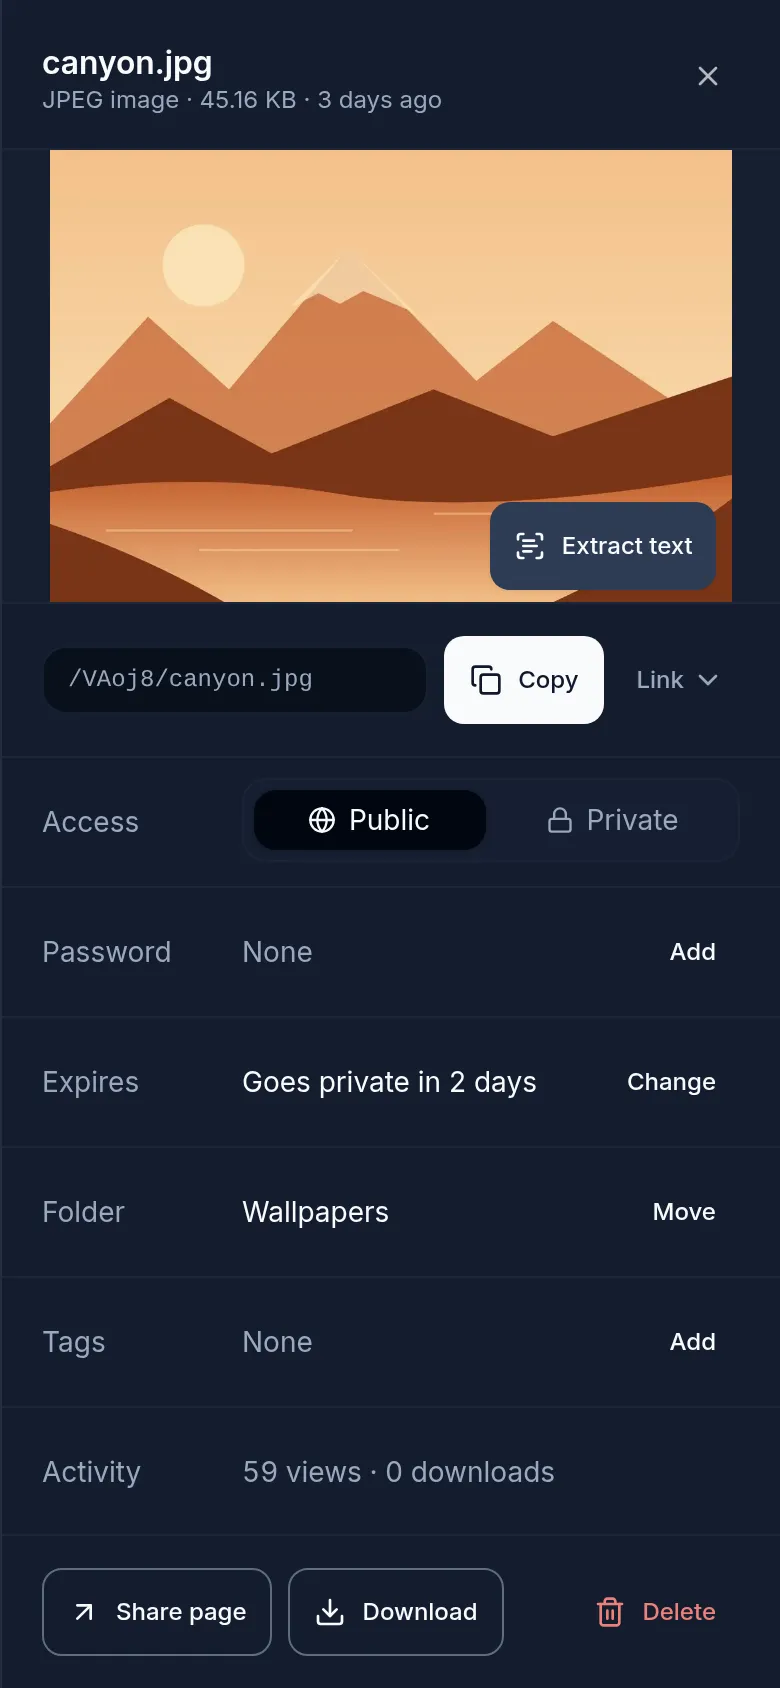 canyon.jpg
JPEG image · 45.16 KB · 3 days ago
Extract text
/VAoj8/canyon.jpg
Copy
Link
Access
Public
Private
Password
None
Add
Expires
Goes private in 2 days
Change
Folder
Wallpapers
Move
Tags
None
Add
Activity
59 views · 0 downloads
Share page
Download
Delete